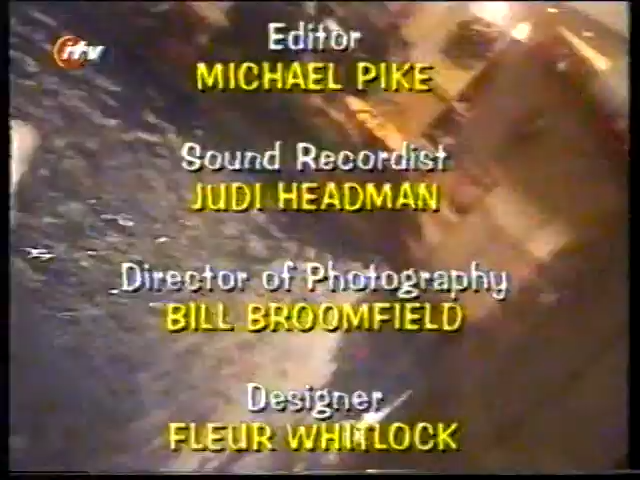 itv
Editor
MICHAEL PIKE
Sound Recordist
JUDI HEADMAN
Director of Photography
BILL BROOMFIELD
Designer
FLEUR WHITLOCK